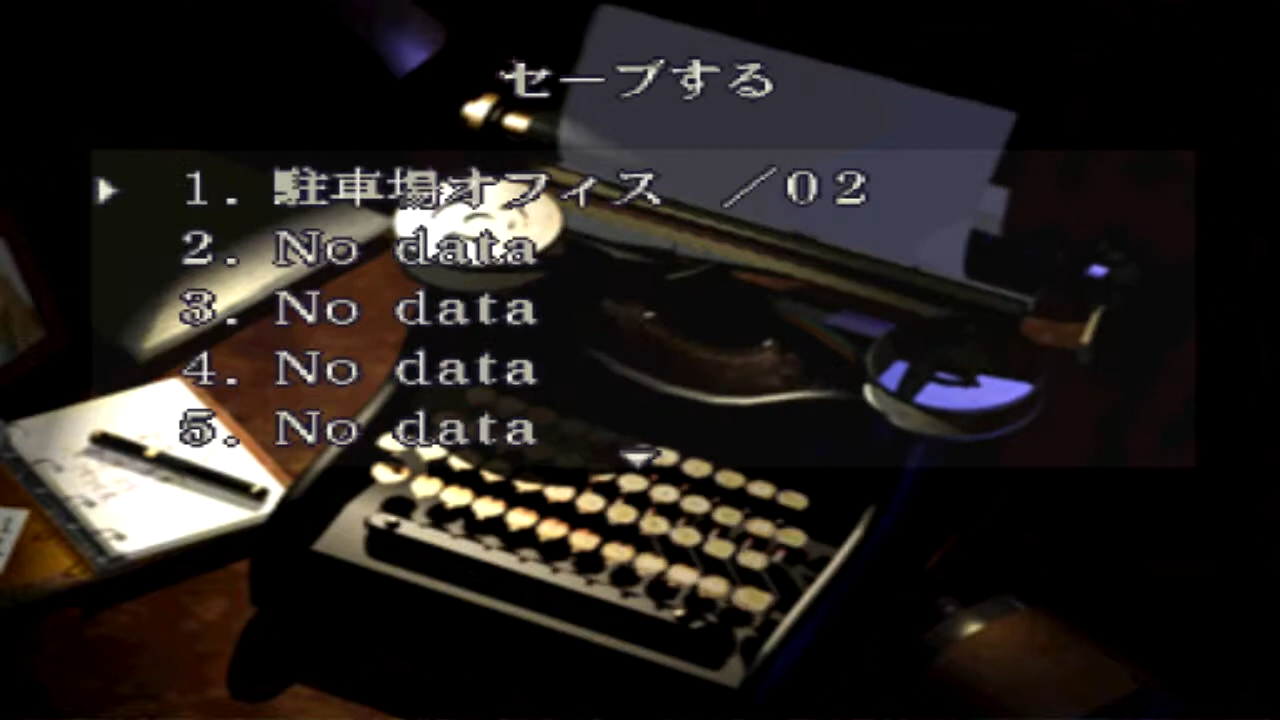 セーブする
1. 駐車場オフィス ／02
2. No data
3. No data
4. No data
5. No data